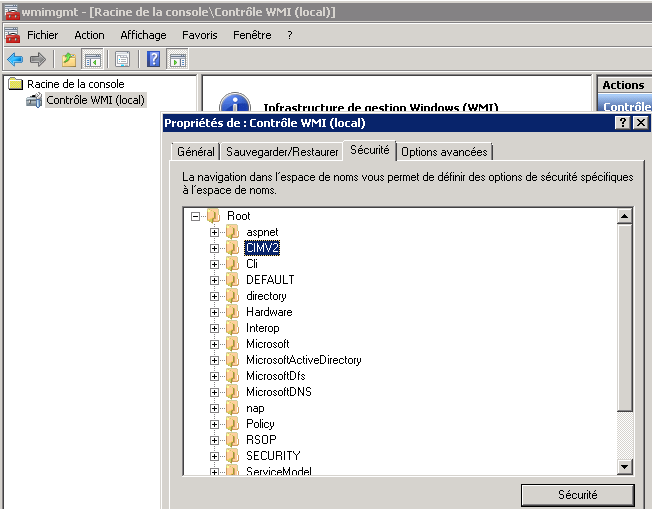 wmimgmt - [Racine de la console\Contrôle WMI (local)]
Fichier Action Affichage Favoris Fenêtre ?
Racine de la console
Contrôle WMI (local)
Infrastructure de gestion Windows (WMI)
Actions
Contrôle
Propriétés de : Contrôle WMI (local)
Général Sauvegarder/Restaurer Sécurité Options avancées
La navigation dans l'espace de noms vous permet de définir des options de sécurité spécifiques
à l'espace de noms.
Root
aspnet
CIMV2
Cli
DEFAULT
directory
Hardware
Interop
Microsoft
MicrosoftActiveDirectory
MicrosoftDfs
MicrosoftDNS
nap
Policy
RSOP
SECURITY
ServiceModel
Sécurité